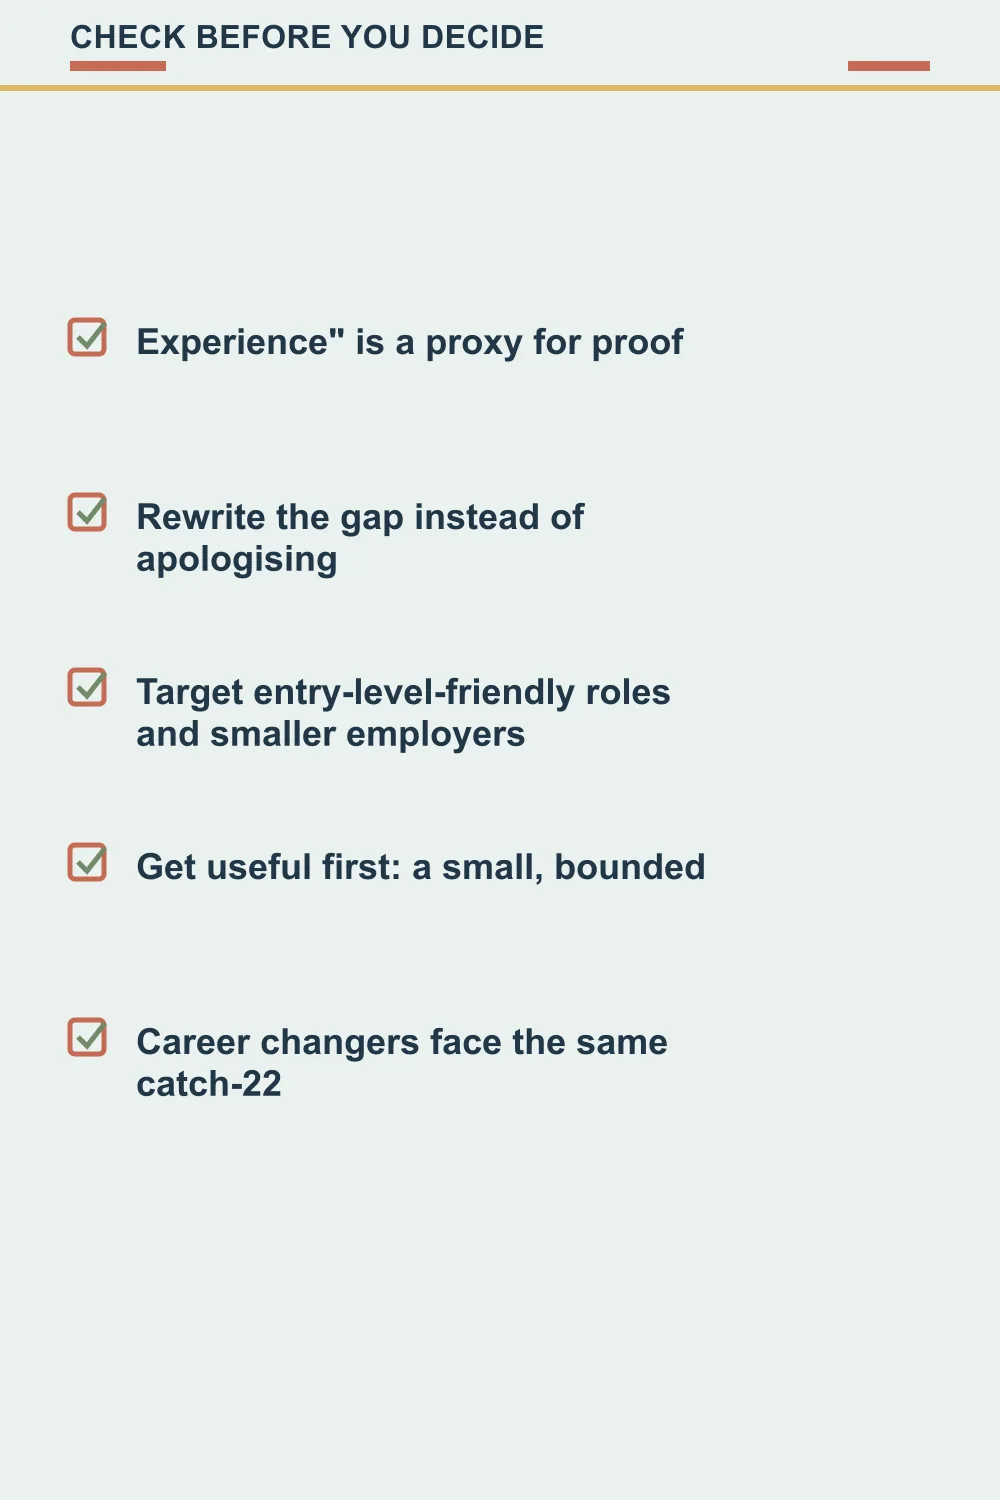 CHECK BEFORE YOU DECIDE
Experience" is a proxy for proof
Rewrite the gap instead of
apologising
Target entry-level-friendly roles
and smaller employers
Get useful first: a small, bounded
Career changers face the same
catch-22